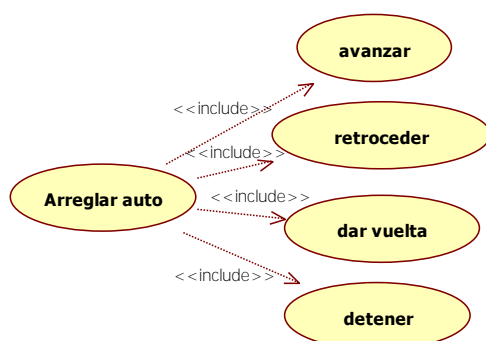 avanzar
<<include>>
<<include>>
retroceder
Arreglar auto
<<include>>
dar vuelta
<<include>>
detener